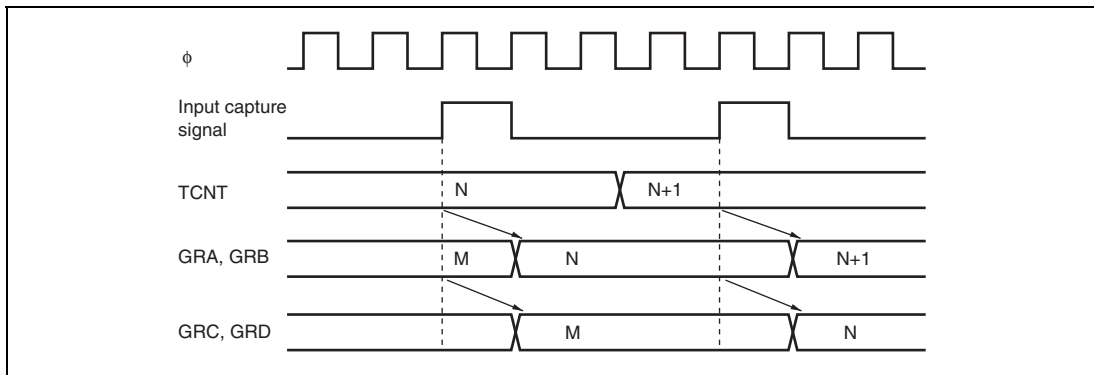 ϕ
Input capture
signal
TCNT N N+1
GRA, GRB M N N+1
GRC, GRD M N